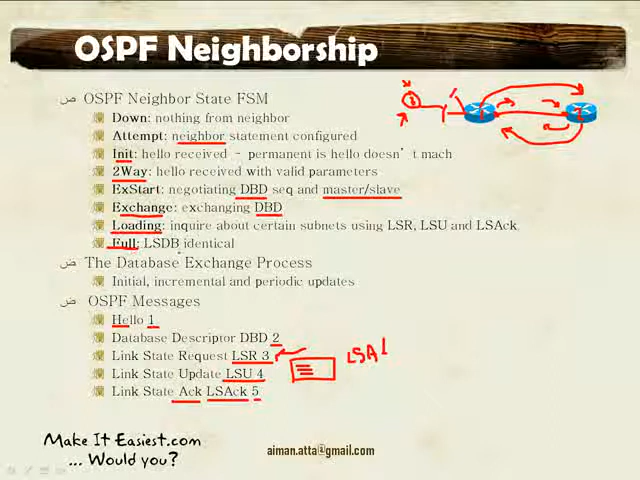 OSPF Neighborship
ص OSPF Neighbor State FSM
Down: nothing from neighbor
Attempt: neighbor statement configured
Init: hello received - permanent is hello doesn't mach
2Way: hello received with valid parameters
ExStart: negotiating DBD seq and master/slave
Exchange: exchanging DBD
Loading: inquire about certain subnets using LSR, LSU and LSAck
Full: LSDB identical
ص The Database Exchange Process
Initial, incremental and periodic updates
ص OSPF Messages
Hello 1
Database Descriptor DBD 2
Link State Request LSR 3
Link State Update LSU 4
Link State Ack LSAck 5
LSA1
Make It Easiest.com
... Would you?
aiman.atta@gmail.com